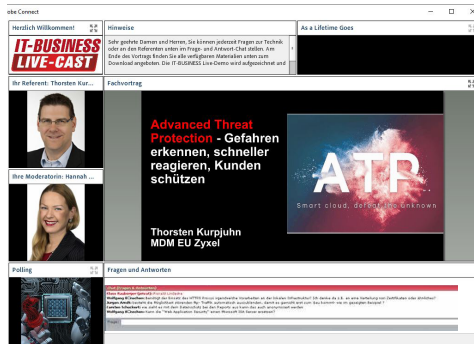 obe Connect
Herzlich Willkommen!
IT-BUSINESS
LIVE-CAST
Hinweise
Sehr geehrte Damen und Herren, Sie können jederzeit Fragen zur Technik
oder an den Referenten unten im Frage- und Antwort-Chat stellen. Am
Ende des Vortrags finden Sie alle verfügbaren Materialien unten zum
Download angeboten. Die IT-BUSINESS Live-Demo wird aufgezeichnet und
As a Lifetime Goes
Ihr Referent: Thorsten Kur...
Fachvortrag
Advanced Threat
Protection - Gefahren
erkennen, schneller
reagieren, Kunden
schützen
Thorsten Kurpjuhn
MDM EU Zyxel
ATP
Smart cloud, defeat the unknown
Ihre Moderatorin: Hannah ...
Polling
Fragen und Antworten